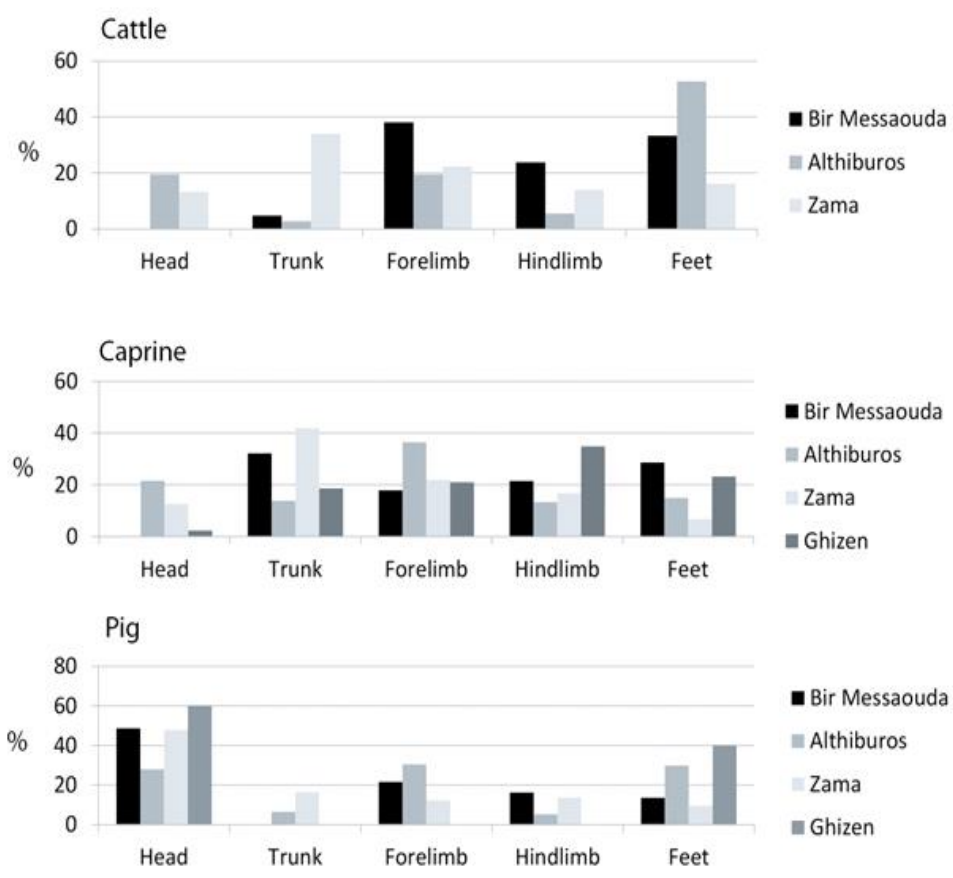 Cattle
60
40
%
20
0
Head Trunk Forelimb Hindlimb Feet
Bir Messaouda
Althiburos
Zama
Caprine
60
40
%
20
0
Head Trunk Forelimb Hindlimb Feet
Bir Messaouda
Althiburos
Zama
Ghizen
Pig
80
60
%
40
20
0
Head Trunk Forelimb Hindlimb Feet
Bir Messaouda
Althiburos
Zama
Ghizen